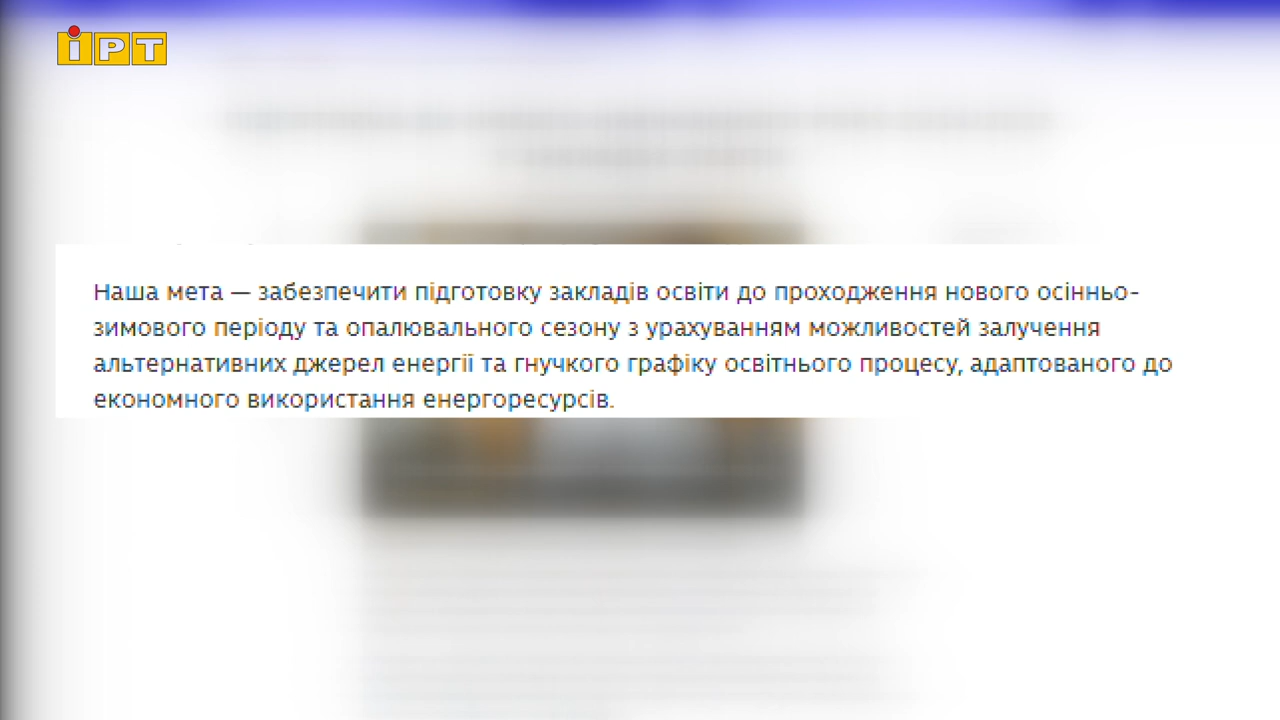 ІРТ
Наша мета — забезпечити підготовку закладів освіти до проходження нового осінньо-
зимового періоду та опалювального сезону з урахуванням можливостей залучення
альтернативних джерел енергії та гнучкого графіку освітнього процесу, адаптованого до
економного використання енергоресурсів.